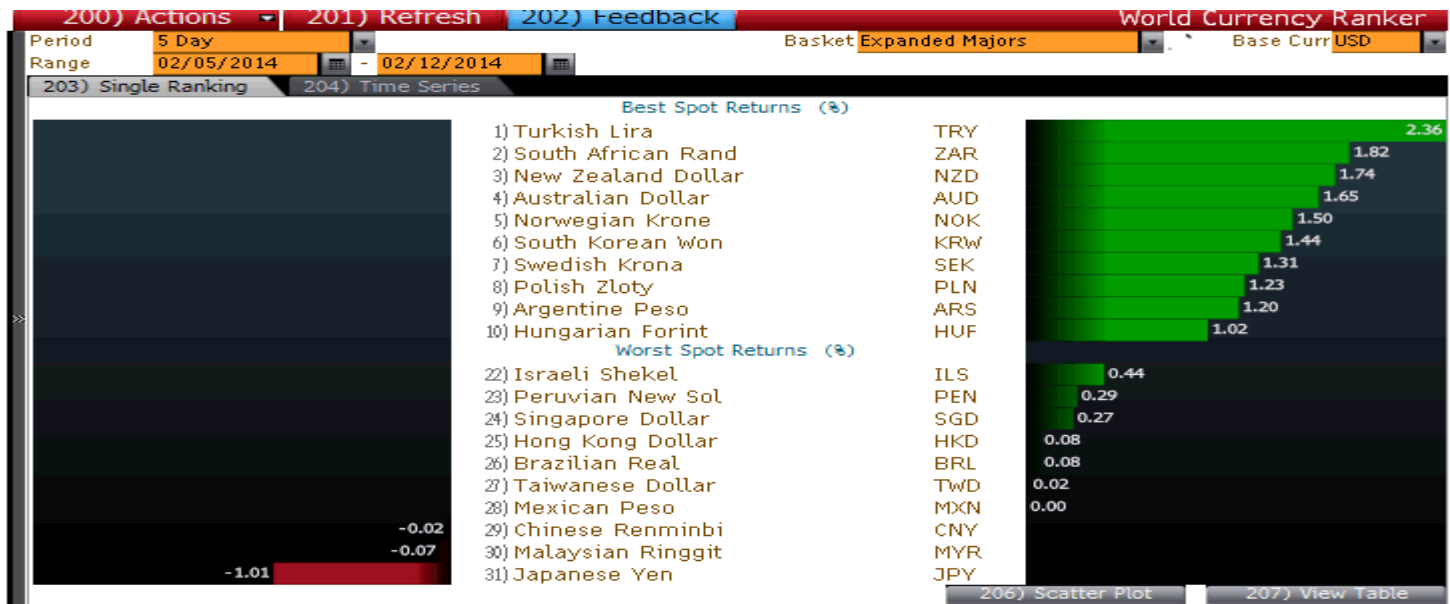 200) Actions 201) Refresh 202) Feedback World Currency Ranker
Period 5 Day Basket Expanded Majors Base Curr USD
Range 02/05/2014 - 02/12/2014
203) Single Ranking 204) Time Series
Best Spot Returns (%)
1) Turkish Lira TRY 2.36
2) South African Rand ZAR 1.82
3) New Zealand Dollar NZD 1.74
4) Australian Dollar AUD 1.65
5) Norwegian Krone NOK 1.50
6) South Korean Won KRW 1.44
7) Swedish Krona SEK 1.31
8) Polish Zloty PLN 1.23
9) Argentine Peso ARS 1.20
10) Hungarian Forint HUF 1.02
Worst Spot Returns (%)
22) Israeli Shekel ILS 0.44
23) Peruvian New Sol PEN 0.29
24) Singapore Dollar SGD 0.27
25) Hong Kong Dollar HKD 0.08
26) Brazilian Real BRL 0.08
27) Taiwanese Dollar TWD 0.02
28) Mexican Peso MXN 0.00
-0.02 29) Chinese Renminbi CNY
-0.07 30) Malaysian Ringgit MYR
-1.01 31) Japanese Yen JPY
206) Scatter Plot 207) View Table